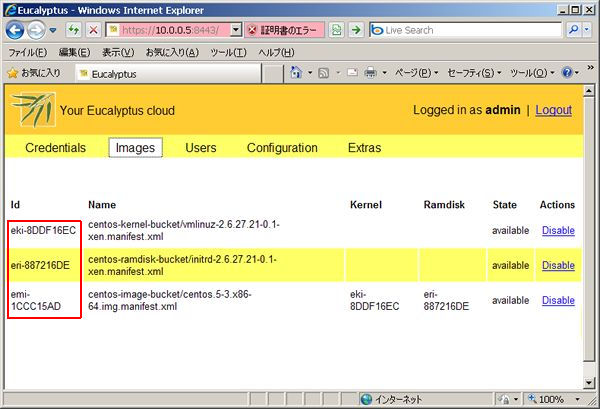 Eucalyptus - Windows Internet Explorer
https://10.0.0.5:8443/ 証明書のエラー Live Search
ファイル(F) 編集(E) 表示(V) お気に入り(A) ツール(T) ヘルプ(H)
お気に入り Eucalyptus ページ(P) セーフティ(S) ツール(O)
Your Eucalyptus cloud Logged in as admin | Logout
Credentials Images Users Configuration Extras
Id Name Kernel Ramdisk State Actions
eki-8DDF16EC centos-kernel-bucket/vmlinuz-2.6.27.21-0.1-
xen.manifest.xml available Disable
eri-887216DE centos-ramdisk-bucket/initrd-2.6.27.21-0.1-
xen.manifest.xml available Disable
emi-
1CCC15AD centos-image-bucket/centos.5-3.x86-
64.img.manifest.xml eki-
8DDF16EC eri-
887216DE available Disable
インターネット 100%